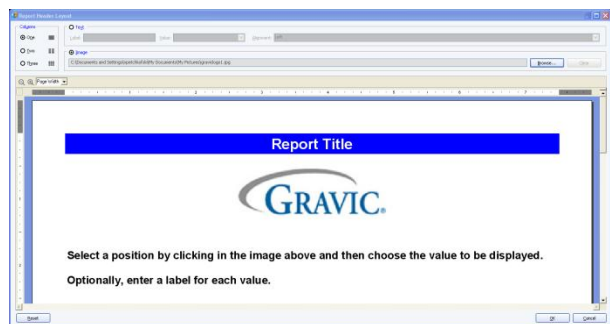 Report Header Layout
Columns
One
Two
Three
Text
Label:
Value:
Alignment: Left
Image
Browse...
Clear
Page Width
Report Title
GRAVIC®
Select a position by clicking in the image above and then choose the value to be displayed.
Optionally, enter a label for each value.
Reset
OK
Cancel